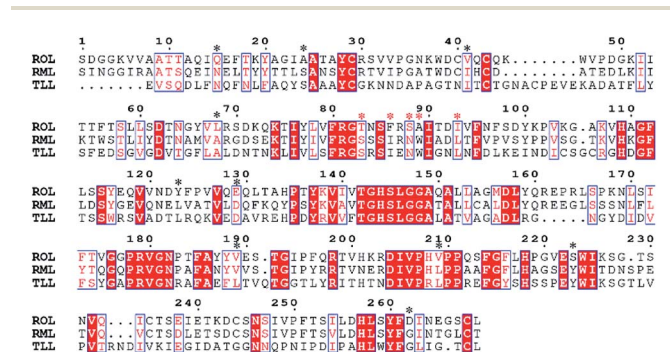 1 10 20 30 40 50
* * *
ROL SDGGKVVAATTAQIQEFTKYAGIAATAYCRSVVPGNKWDCVQCQK.......WVPDGKII
RML SINGGIRAATSQEINELTYYTTLSANSYCRTVIPGATWDCIHCD........ATEDLKII
TLL .......EVSQDLFNQFNLFAQYSAAAYCGKNNDAPAGTNITCTGNACPEVEKADATFLY
60 70 80 90 100 110
* * * * * *
ROL TTFTSLLSDTNGYVLRSDKQKTIYLVFRGTNSFRSAITDIVFNFSDYKPVKG.AKVHAGF
RML KTWSTLIYDTNAMVARGDSEKTIYIVFRGSSSIRNWIADLTFVPVSYPPVSG.TKVHKGF
TLL SFEDSGVGDVTGFLALDNTNKLIVLSFRGSRSIENWIGNLNFDLKEINDICSGCRGHDGF
120 130 140 150 160 170
* *
ROL LSSYEQVVNDYFPVVQEQLTAHPTYKVIVTGHSLGGAQALLAGMDLYQREPRLSPKNLSI
RML LDSYGEVQNELVATVLDQFKQYPSYKVAVTGHSLGGATALLCALDLYQREEGLSSNNLFL
TLL TSSWRSVADTLRQKVEDAVREHPDYRVVFTGHSLGGALATVAGADLRG.....NGYDIDV
180 190 200 210 220 230
* * *
ROL FTVGGPRVGNPTFAYYVES.TGIPFQRTVHKRDIVPHVPPQSFGFLHPGVESWIKSG.TS
RML YTQGQPRVGNPAFANYVVS.TGIPYRRTVNERDIVPHLPPAAFGFLHAGSEYWITDNSPE
TLL FSYGAPRVGNRAFAEFLTVQTGGTLYRITHTNDIVPRLPPREFGYSHSSPEYWIKSGTLV
240 250 260
*
ROL NVQ...ICTSEIETKDCSNSIVPFTSILDHLSYFDINEGSCL
RML TVQ...VCTSDLETSDCSNSIVPFTSVLDHLSYFGINTGLCT
TLL PVTRNDIVKIEGIDATGGNNQPNIPDIPAHLWYFGLIG.TCL